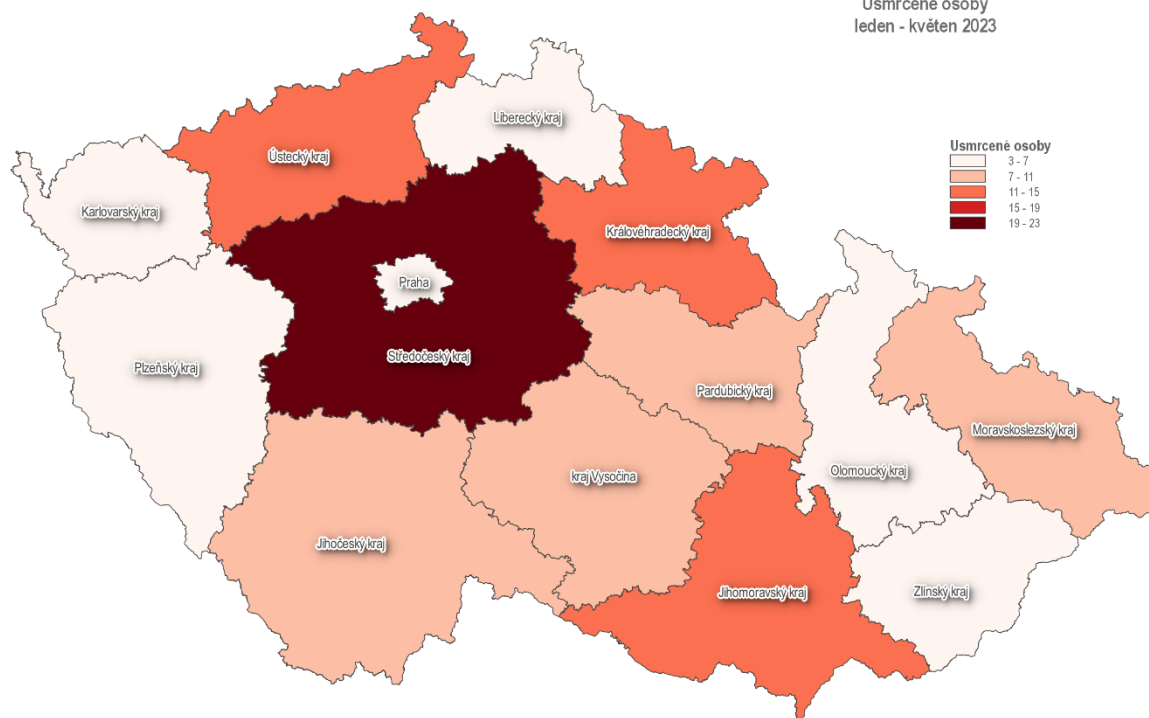 Usmrcené osoby
leden - květen 2023
Liberecký kraj
Usmrcené osoby
3 - 7
7 - 11
11 - 15
15 - 19
19 - 23
Ústecký kraj
Karlovarský kraj
Královéhradecký kraj
Praha
Středočeský kraj
Plzeňský kraj
Pardubický kraj
Moravskoslezský kraj
Olomoucký kraj
kraj Vysočina
Jihočeský kraj
Jihomoravský kraj
Zlínský kraj